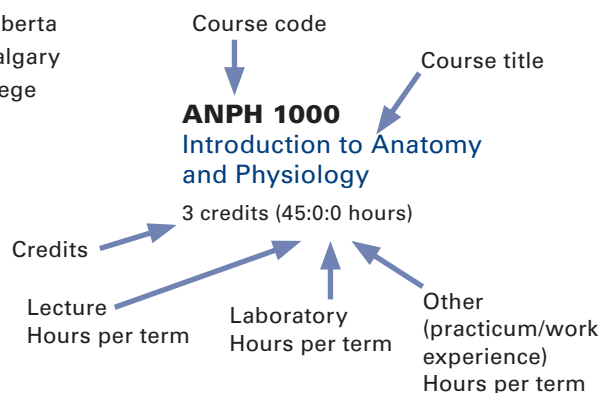 Course code
Course title
ANPH 1000
Introduction to Anatomy
and Physiology
3 credits (45:0:0 hours)
Credits
Lecture
Hours per term
Laboratory
Hours per term
Other
(practicum/work
experience)
Hours per term